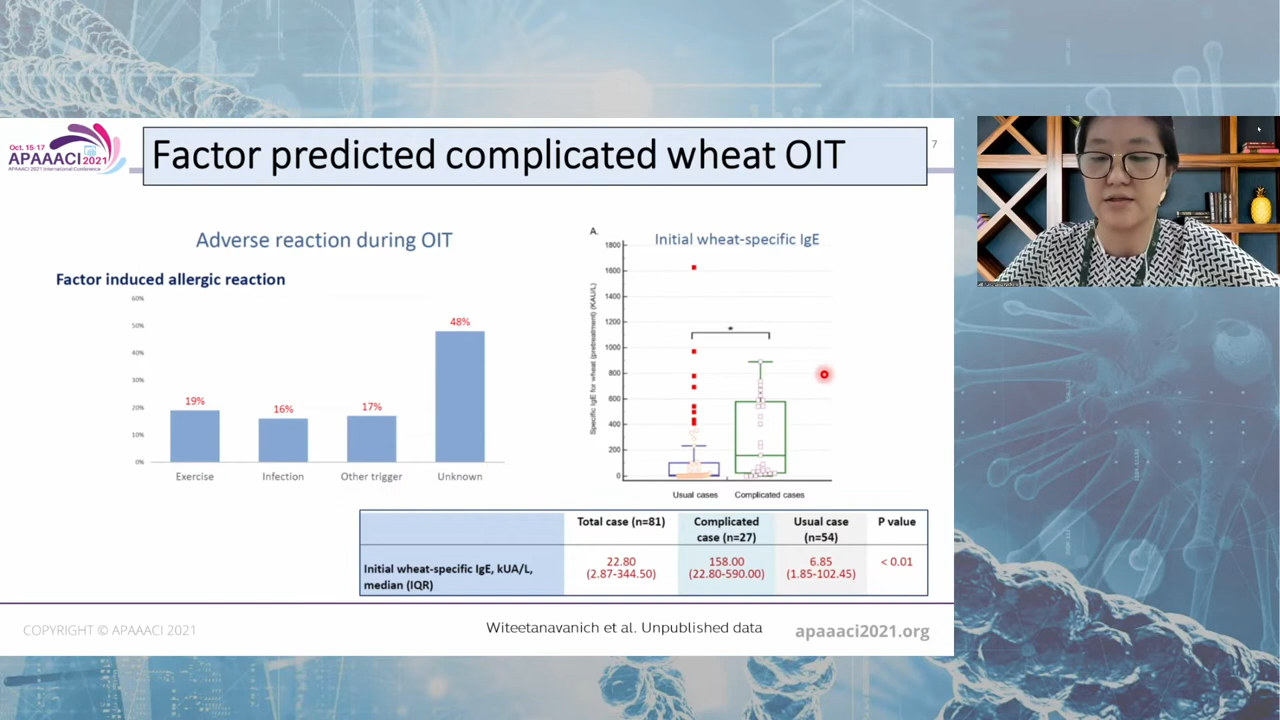 Oct. 15-17
APAAACI 2021
APAAACI 2021 International Conference
Factor predicted complicated wheat OIT
7
Adverse reaction during OIT
Factor induced allergic reaction
60%
50%
40%
30%
20%
10%
0%
19%
16%
17%
48%
Exercise
Infection
Other trigger
Unknown
A.
Initial wheat-specific IgE
Specific IgE for wheat (pretreatment) (KAU/L)
1800
1600
1400
1200
1000
800
600
400
200
0
*
Usual cases
Complicated cases
Total case (n=81)
Complicated case (n=27)
Usual case (n=54)
P value
Initial wheat-specific IgE, kUA/L, median (IQR)
22.80 (2.87-344.50)
158.00 (22.80-590.00)
6.85 (1.85-102.45)
< 0.01
COPYRIGHT © APAAACI 2021
Witeetanavanich et al. Unpublished data
apaaaci2021.org